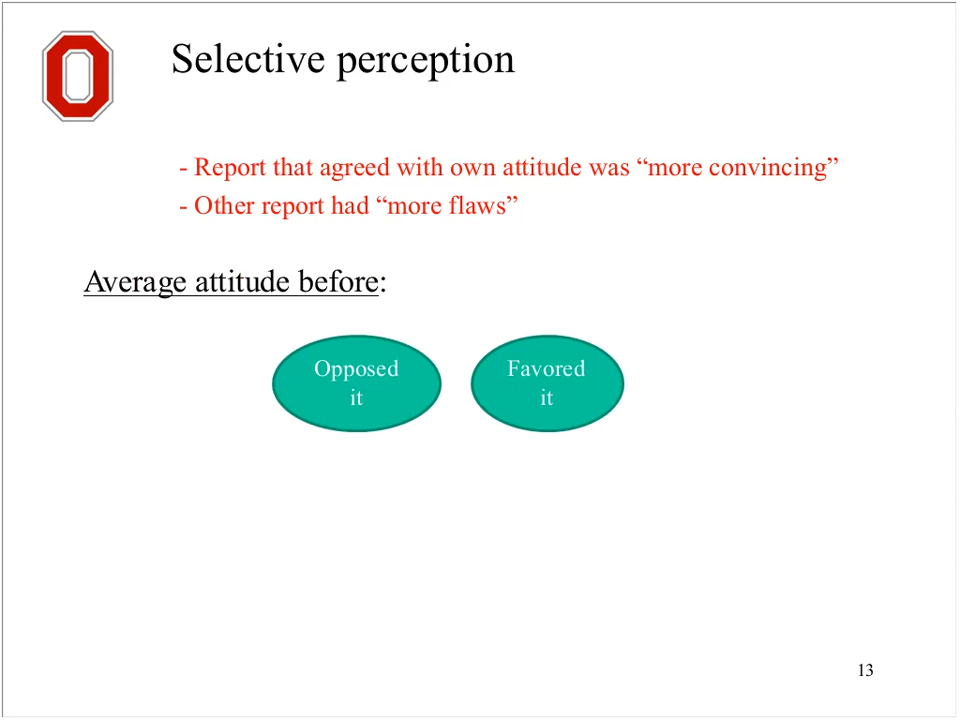 Selective perception
- Report that agreed with own attitude was “more convincing”
- Other report had “more flaws”
Average attitude before:
Opposed
it
Favored
it
13